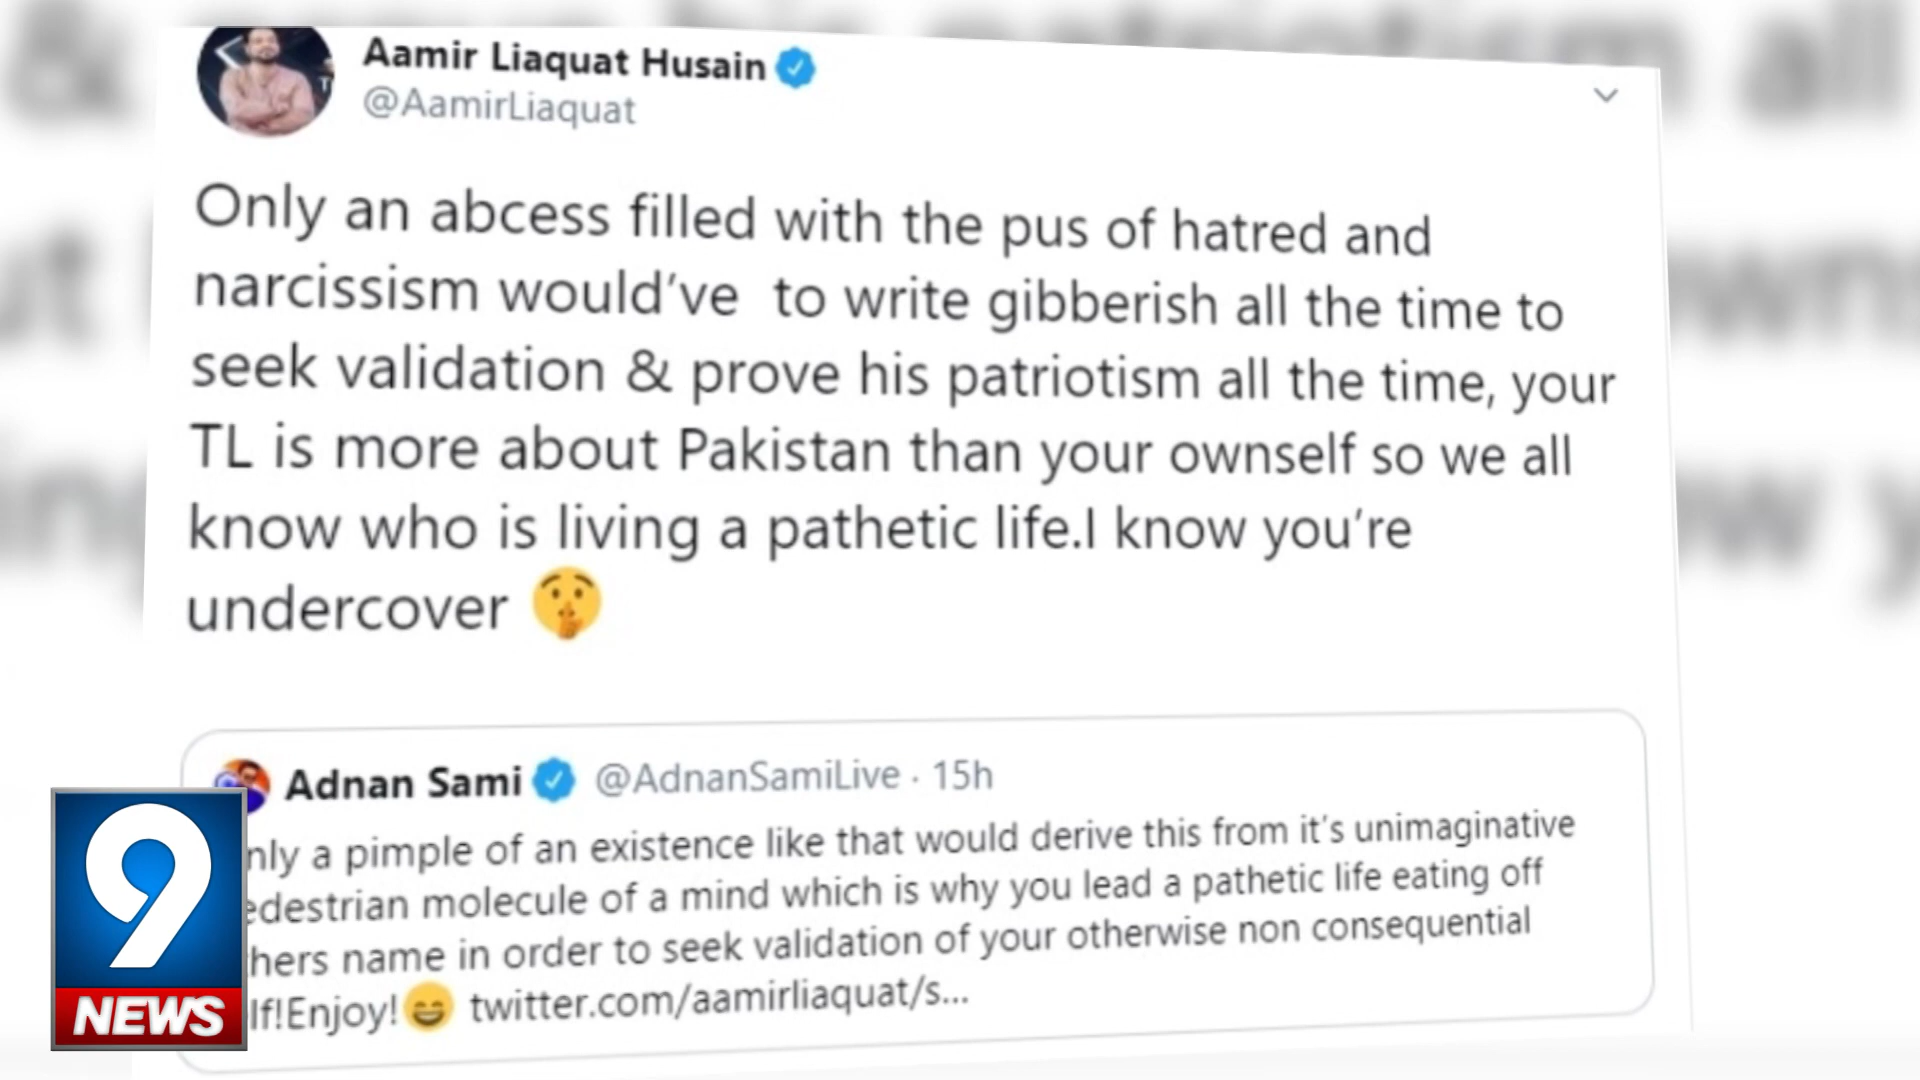 Aamir Liaquat Husain
@AamirLiaquat
Only an abcess filled with the pus of hatred and
narcissism would've to write gibberish all the time to
seek validation & prove his patriotism all the time, your
TL is more about Pakistan than your ownself so we all
know who is living a pathetic life.I know you're
undercover 🤫
Adnan Sami @AdnanSamiLive · 15h
nly a pimple of an existence like that would derive this from it's unimaginative
edestrian molecule of a mind which is why you lead a pathetic life eating off
hers name in order to seek validation of your otherwise non consequential
lf!Enjoy!😄 twitter.com/aamirliaquat/s...
9
NEWS